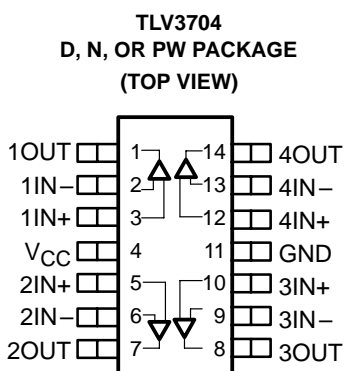 TLV3704
D, N, OR PW PACKAGE
(TOP VIEW)
1OUT 1 14 4OUT
1IN− 2 13 4IN−
1IN+ 3 12 4IN+
VCC 4 11 GND
2IN+ 5 10 3IN+
2IN− 6 9 3IN−
2OUT 7 8 3OUT